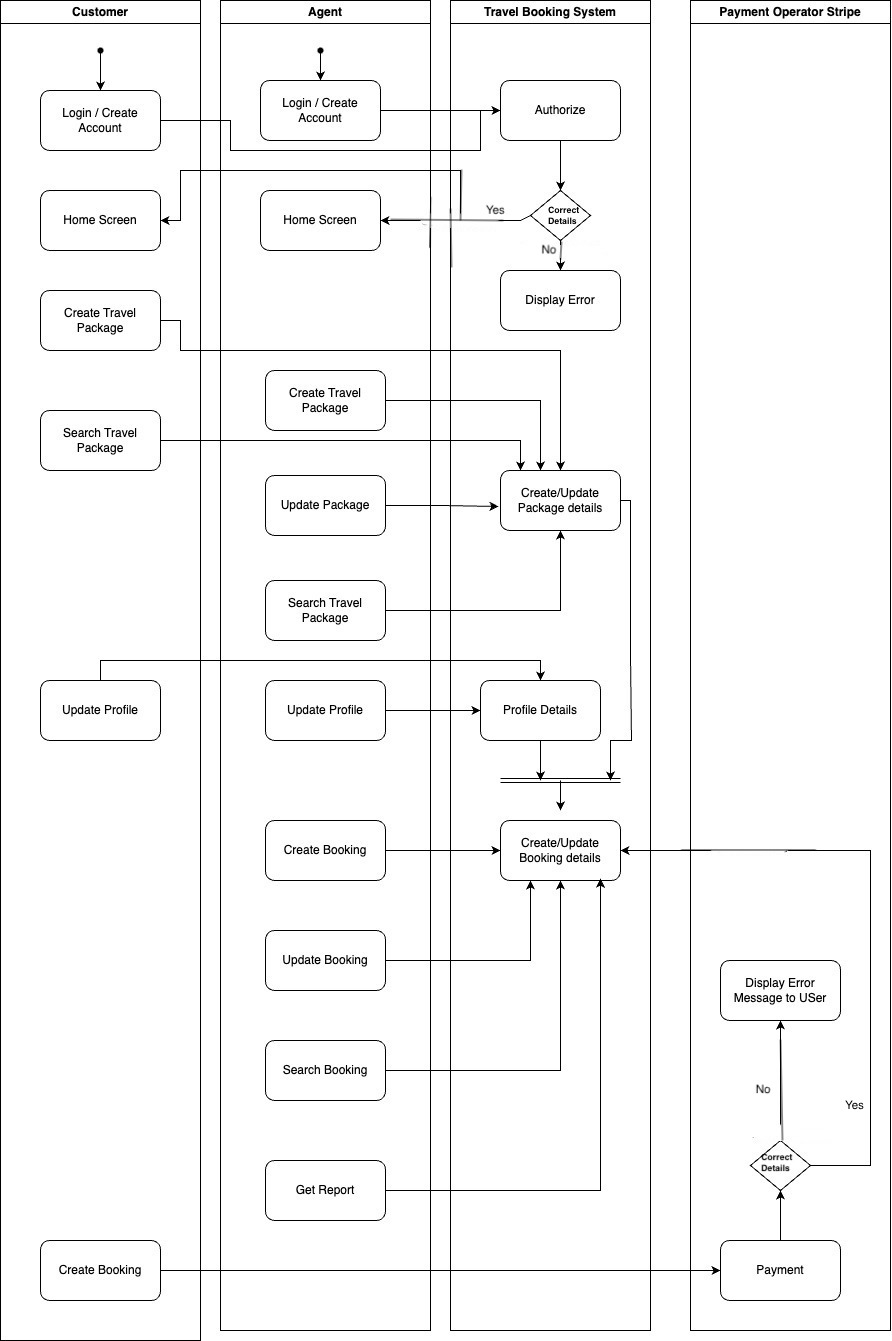 Customer
Agent
Travel Booking System
Payment Operator Stripe
Login / Create
Account
Login / Create
Account
Authorize
Home Screen
Home Screen
Yes
Correct
Details
No
Display Error
Create Travel
Package
Create Travel
Package
Search Travel
Package
Update Package
Create/Update
Package details
Search Travel
Package
Update Profile
Update Profile
Profile Details
Create Booking
Create/Update
Booking details
Update Booking
Display Error
Message to USer
Search Booking
No
Yes
Correct
Details
Get Report
Create Booking
Payment